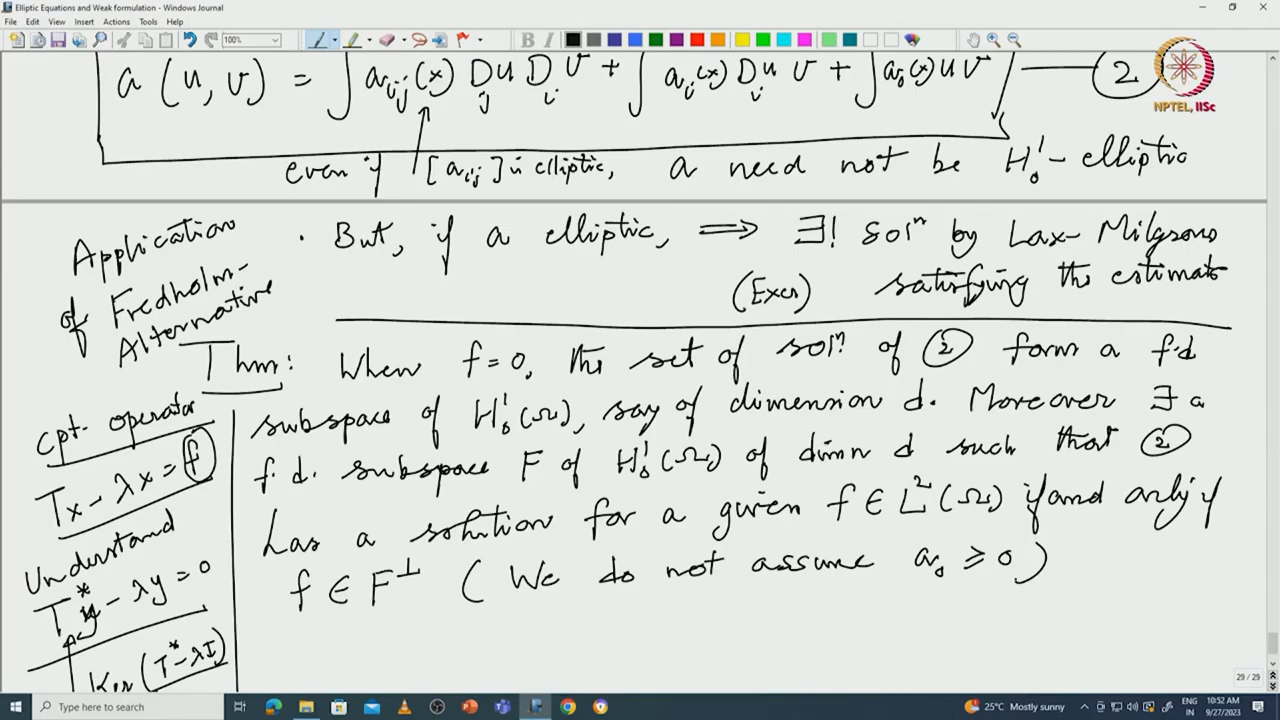 Elliptic Equations and Weak formulation - Windows Journal
File Edit View Insert Actions Tools Help
100%
B I
NPTEL, IISc
a (u, v) = ∫ a_ij (x) D_j u D_i v + ∫ a_i (x) D_i u v + ∫ a_0 (x) u v — (2)
even if [a_ij] is elliptic, a need not be H_0^1 - elliptic
Application
of Fredholm-
Alternative
· But, if a elliptic, ⟹ ∃! solⁿ by Lax-Milgram
(Exer) satisfying the estimate
Thm: When f = 0, the set of solⁿ of (2) form a f.d
subspace of H_0^1 (Ω), say of dimension d. Moreover ∃ a
f. d. subspace F of H_0^1 (Ω) of dimn d such that (2)
has a solution for a given f ∈ L² (Ω) if and only if
f ∈ F^⊥ (We do not assume a_0 ≥ 0)
cpt. operator
Tx - λx = f
Understand
T* y - λy = 0
Ker (T* - λI)
29 / 29
Type here to search
25°C Mostly sunny
ENG
IN
10:52 AM
9/27/2023